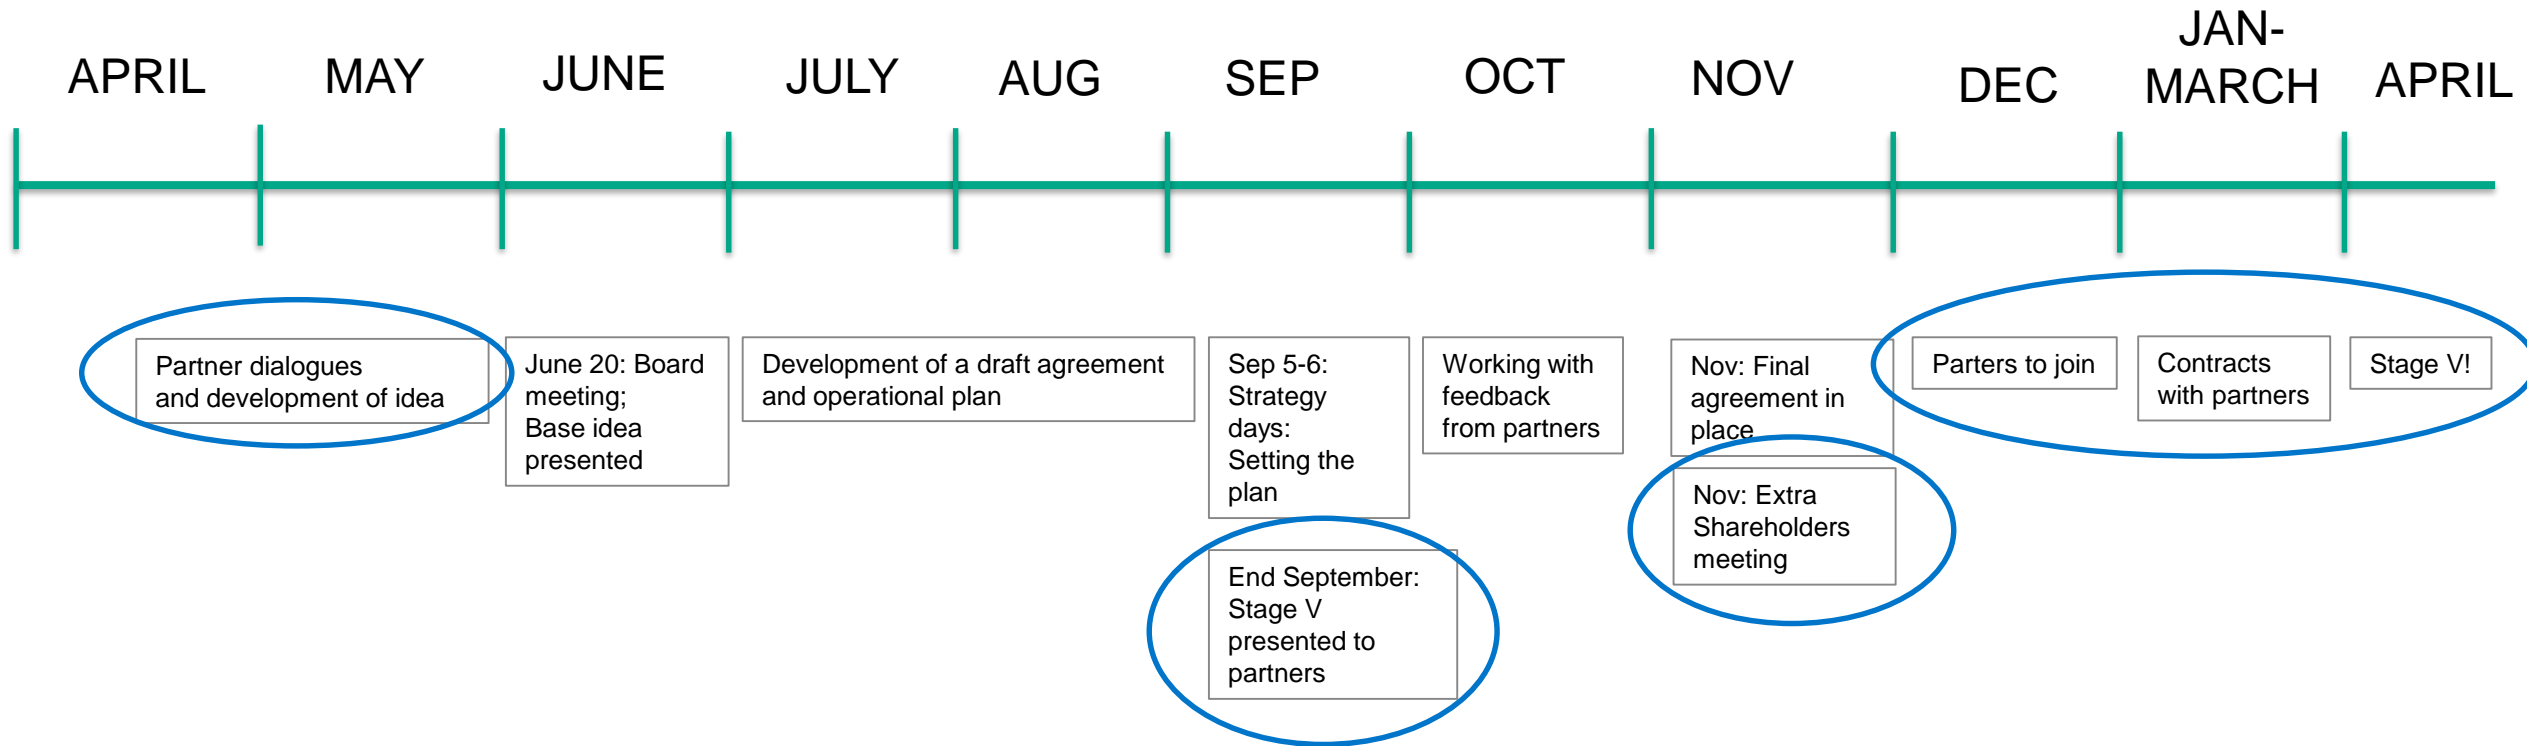 APRIL
MAY
JUNE
JULY
AUG
SEP
OCT
NOV
DEC
JAN-
MARCH
APRIL
Partner dialogues
and development of idea
June 20: Board
meeting;
Base idea
presented
Development of a draft agreement
and operational plan
Sep 5-6:
Strategy
days:
Setting the
plan
End September:
Stage V
presented to
partners
Working with
feedback
from partners
Nov: Final
agreement in
place
Nov: Extra
Shareholders
meeting
Parters to join
Contracts
with partners
Stage V!